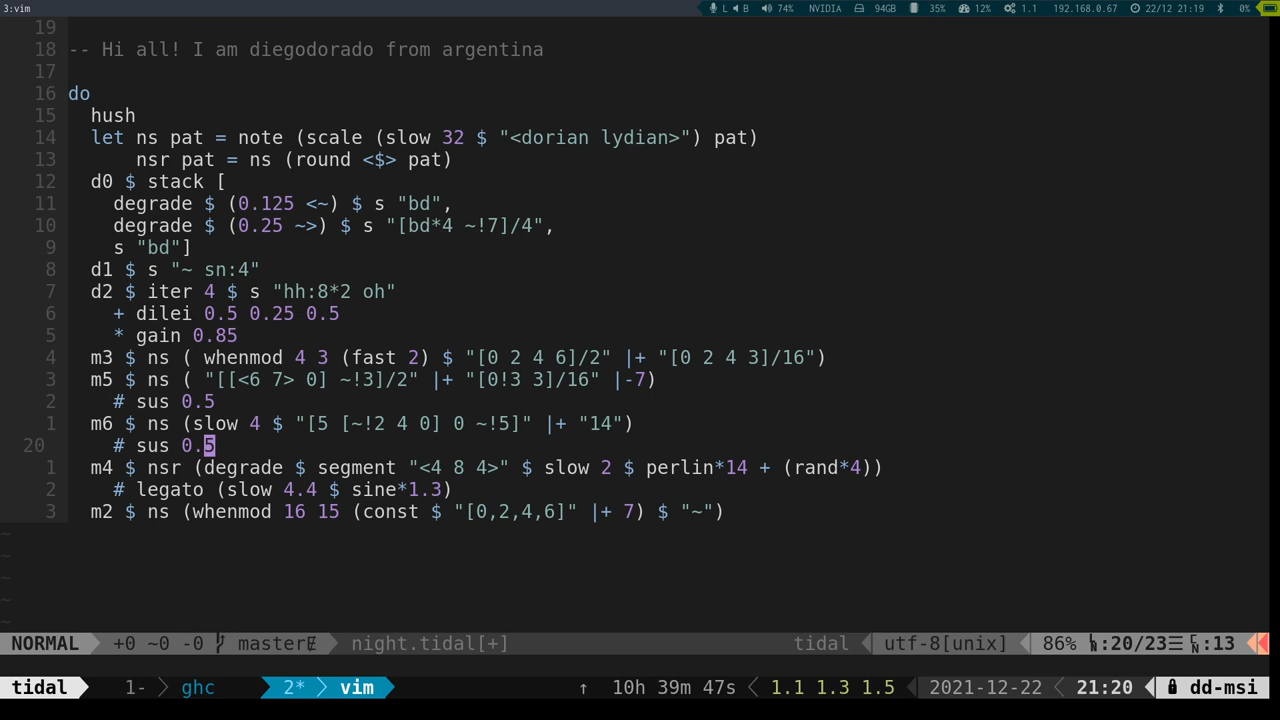 3:vim L B 74% NVIDIA 94GB 35% 12% 1.1 192.168.0.67 22/12 21:19 0%
19
18 -- Hi all! I am diegodorado from argentina
17
16 do
15   hush
14   let ns pat = note (scale (slow 32 $ "<dorian lydian>") pat)
13       nsr pat = ns (round <$> pat)
12   d0 $ stack [
11     degrade $ (0.125 <~) $ s "bd",
10     degrade $ (0.25 ~>) $ s "[bd*4 ~!7]/4",
9     s "bd"]
8   d1 $ s "~ sn:4"
7   d2 $ iter 4 $ s "hh:8*2 oh"
6     + dilei 0.5 0.25 0.5
5     * gain 0.85
4   m3 $ ns ( whenmod 4 3 (fast 2) $ "[0 2 4 6]/2" |+ "[0 2 4 3]/16")
3   m5 $ ns ( "[[<6 7> 0] ~!3]/2" |+ "[0!3 3]/16" |-7)
2     # sus 0.5
1   m6 $ ns (slow 4 $ "[5 [~!2 4 0] 0 ~!5]" |+ "14")
20     # sus 0.5
1   m4 $ nsr (degrade $ segment "<4 8 4>" $ slow 2 $ perlin*14 + (rand*4))
2     # legato (slow 4.4 $ sine*1.3)
3   m2 $ ns (whenmod 16 15 (const $ "[0,2,4,6]" |+ 7) $ "~")
~
~
~
~
~
NORMAL +0 ~0 -0 master night.tidal[+] tidal utf-8[unix] 86% :20/23 :13
tidal 1- ghc 2* vim ↑ 10h 39m 47s 1.1 1.3 1.5 2021-12-22 21:20 dd-msi